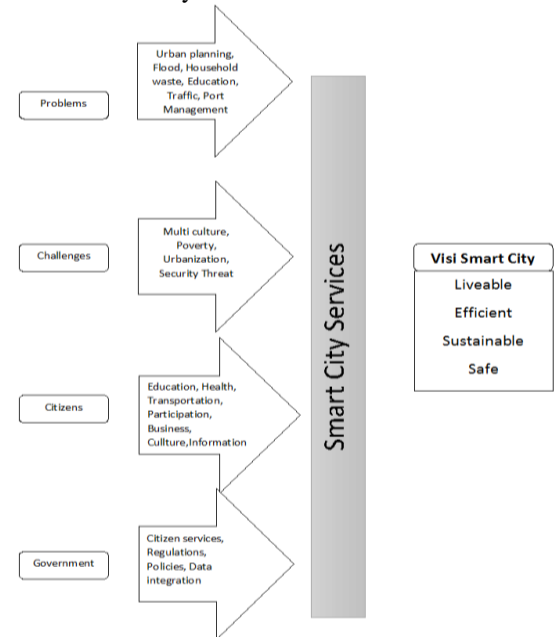 Problems
Urban planning,
Flood, Household
waste, Education,
Traffic, Port
Management
Challenges
Multi culture,
Poverty,
Urbanization,
Security Threat
Citizens
Education, Health,
Transportation,
Participation,
Business,
Cullture,Information
Government
Citizen services,
Regulations,
Policies, Data
integration
Smart City Services
Visi Smart City
Liveable
Efficient
Sustainable
Safe